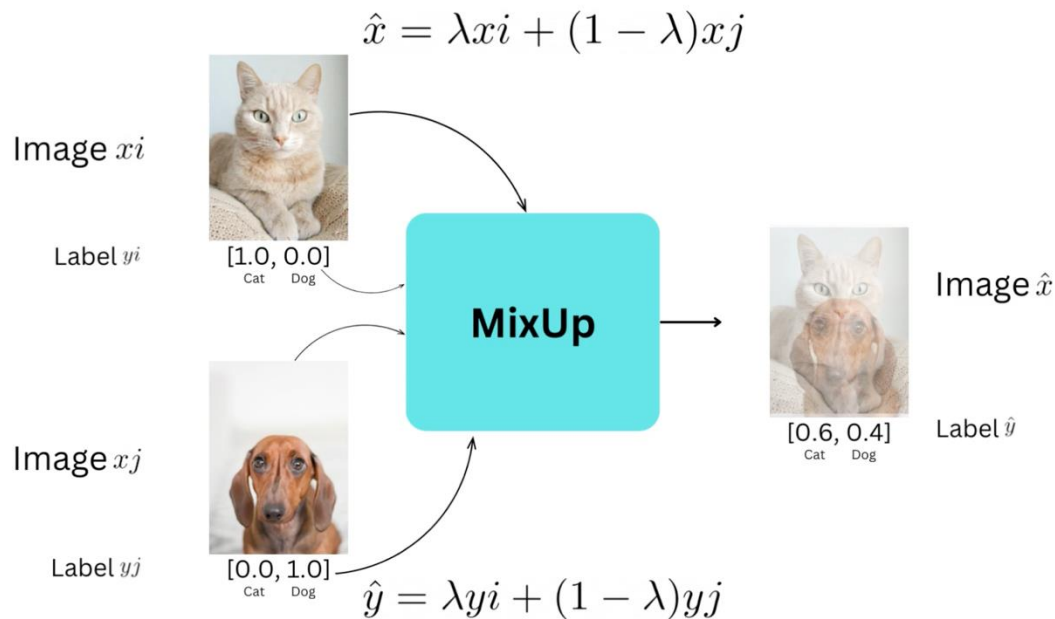 x̂ = λxi + (1 − λ)xj
Image xi
Label yi
[1.0, 0.0]
Cat Dog
MixUp
Image x̂
[0.6, 0.4]
Cat Dog
Label ŷ
Image xj
Label yj
[0.0, 1.0]
Cat Dog
ŷ = λyi + (1 − λ)yj